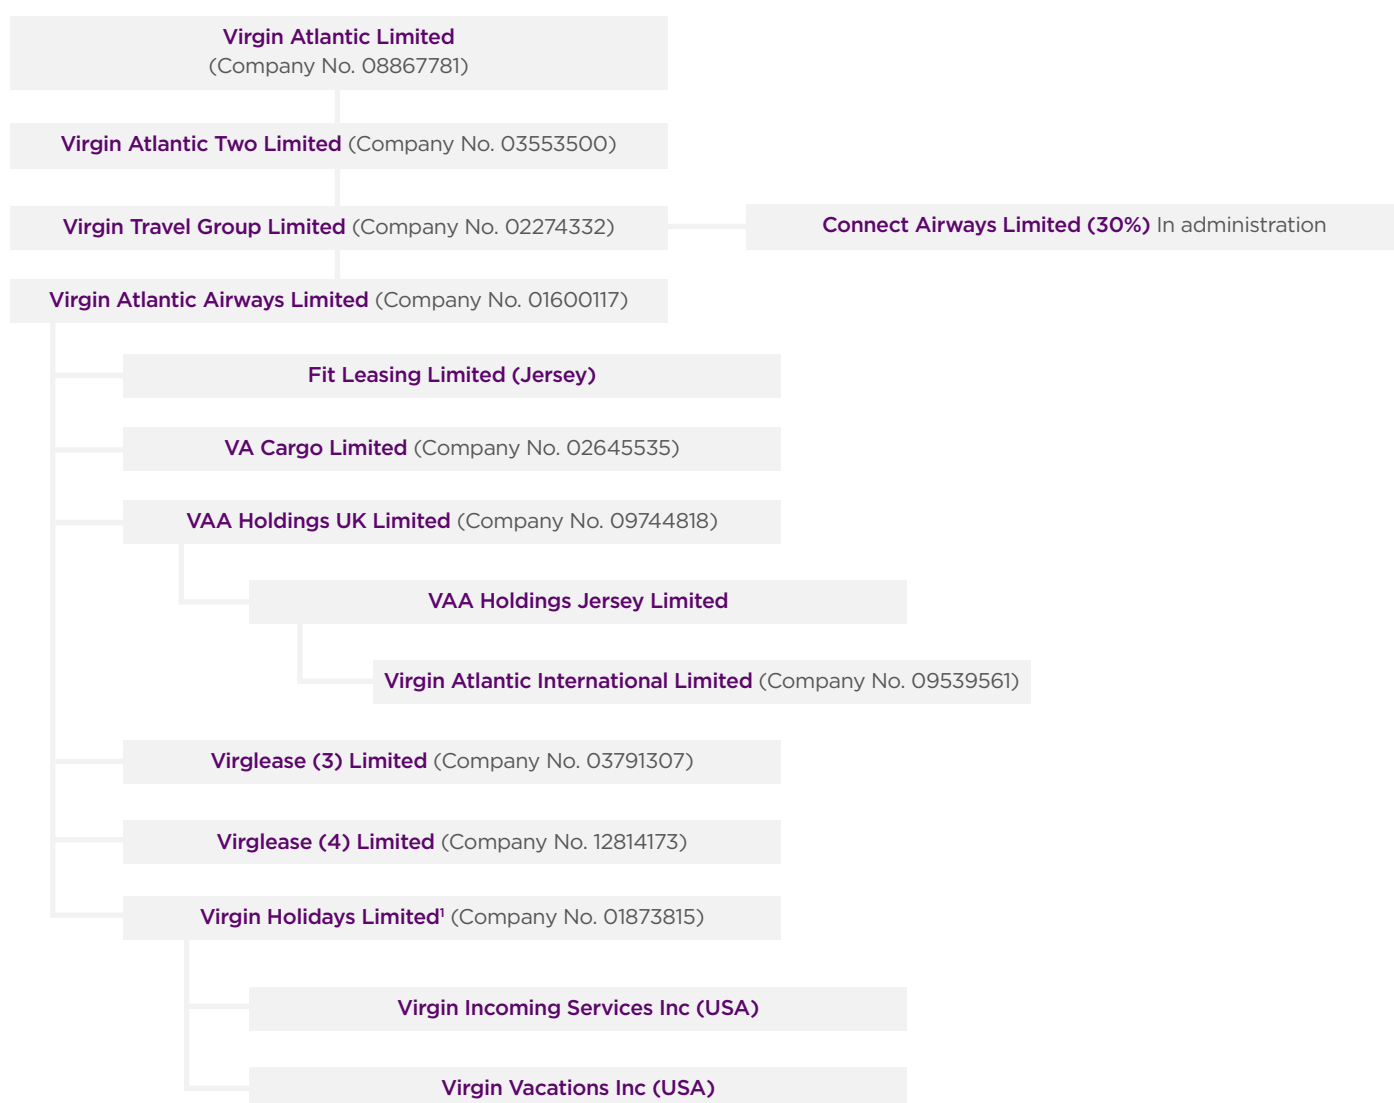 Virgin Atlantic Limited
(Company No. 08867781)
Virgin Atlantic Two Limited (Company No. 03553500)
Virgin Travel Group Limited (Company No. 02274332)
Connect Airways Limited (30%) In administration
Virgin Atlantic Airways Limited (Company No. 01600117)
Fit Leasing Limited (Jersey)
VA Cargo Limited (Company No. 02645535)
VAA Holdings UK Limited (Company No. 09744818)
VAA Holdings Jersey Limited
Virgin Atlantic International Limited (Company No. 09539561)
Virglease (3) Limited (Company No. 03791307)
Virglease (4) Limited (Company No. 12814173)
Virgin Holidays Limited¹ (Company No. 01873815)
Virgin Incoming Services Inc (USA)
Virgin Vacations Inc (USA)